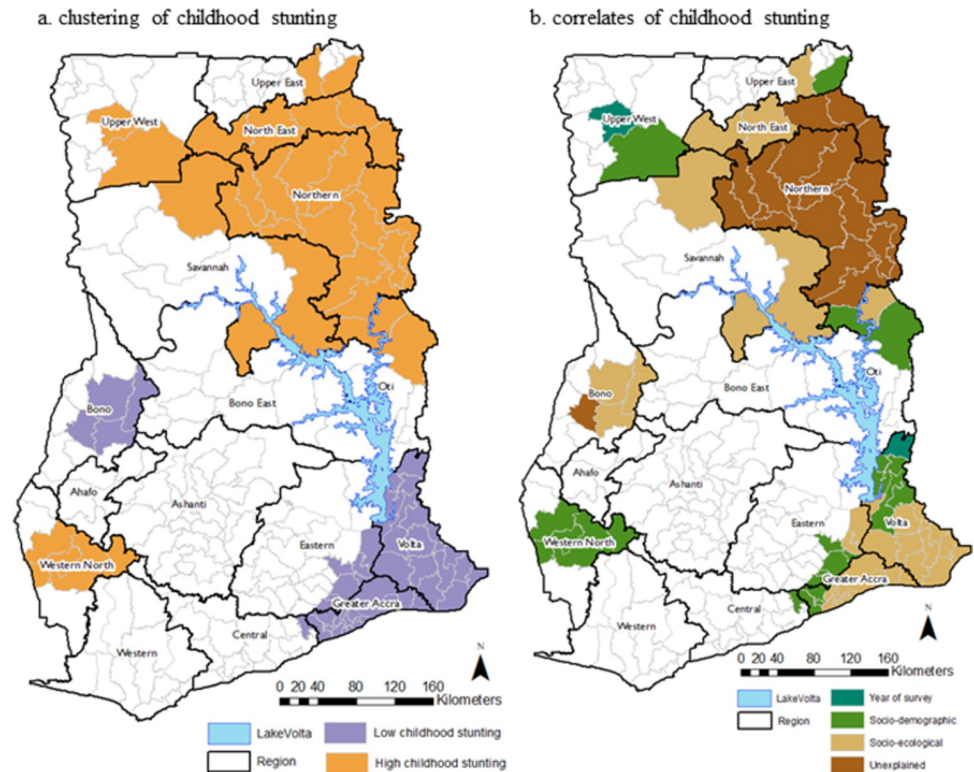 a. clustering of childhood stunting
Upper East
Upper West
North East
Northern
Savannah
Oti
Bono
Bono East
Ahafo
Ashanti
Western North
Eastern
Volta
Greater Accra
Central
Western
N
0 20 40 80 120 160
Kilometers
LakeVolta
Low childhood stunting
Region
High childhood stunting
b. correlates of childhood stunting
Upper East
Upper West
North East
Northern
Savannah
Oti
Bono
Bono East
Ahafo
Ashanti
Western North
Eastern
Volta
Greater Accra
Central
Western
N
0 20 40 80 120 160
Kilometers
LakeVolta
Year of survey
Region
Socio-demographic
Socio-ecological
Unexplained